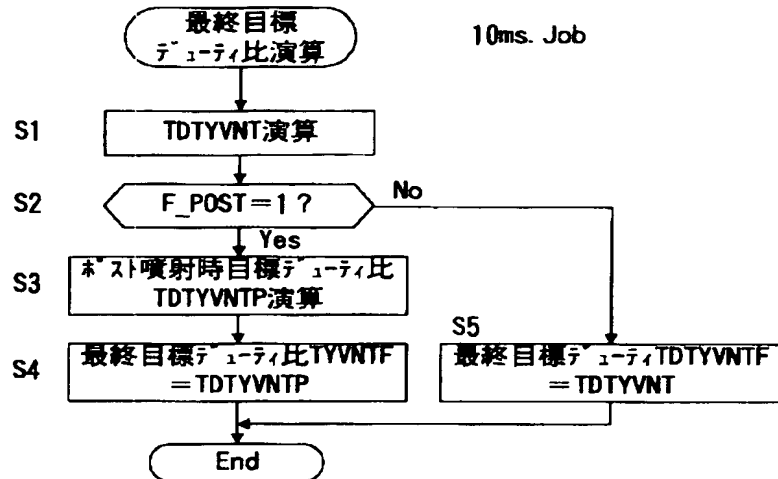 最終目標
デューティ比演算
10ms. Job
S1
TDTYVNT演算
S2
F_POST=1?
No
Yes
S3
ポスト噴射時目標デューティ比
TDTYVNTP演算
S4
最終目標デューティ比TYVNTF
=TDTYVNTP
S5
最終目標デューティTDTYVNTF
=TDTYVNT
End